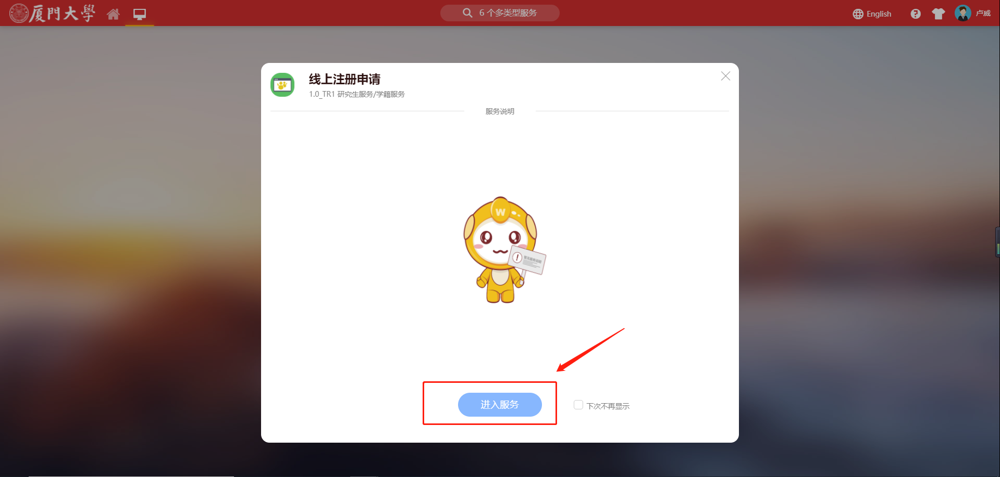 厦門大學
6 个多类型服务
English
卢威
线上注册申请
1.0_TR1 研究生服务/学籍服务
服务说明
W
进入服务
下次不再显示